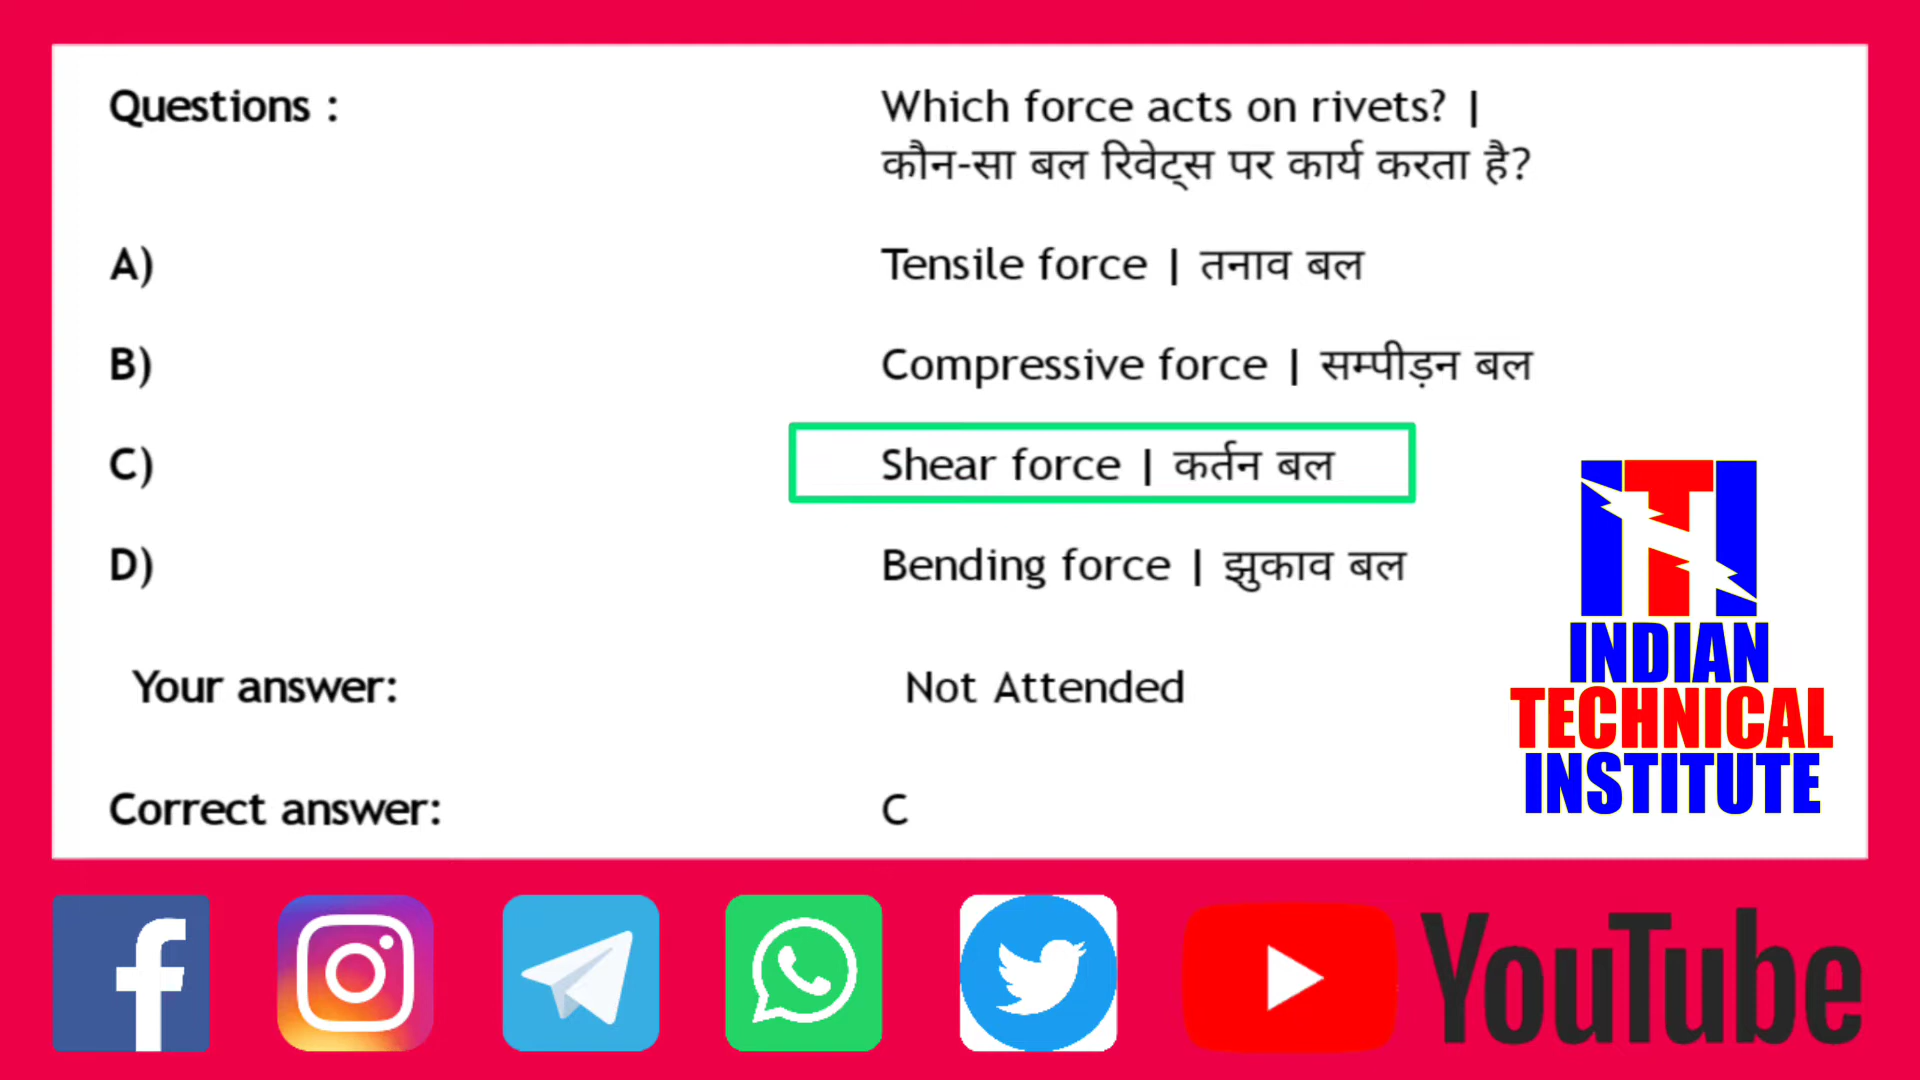 Questions :
Which force acts on rivets? |
कौन-सा बल रिवेट्स पर कार्य करता है?
A)
Tensile force | तनाव बल
B)
Compressive force | सम्पीड़न बल
C)
Shear force | कर्तन बल
D)
Bending force | झुकाव बल
Your answer:
Not Attended
Correct answer:
C
ITI
INDIAN
TECHNICAL
INSTITUTE
YouTube